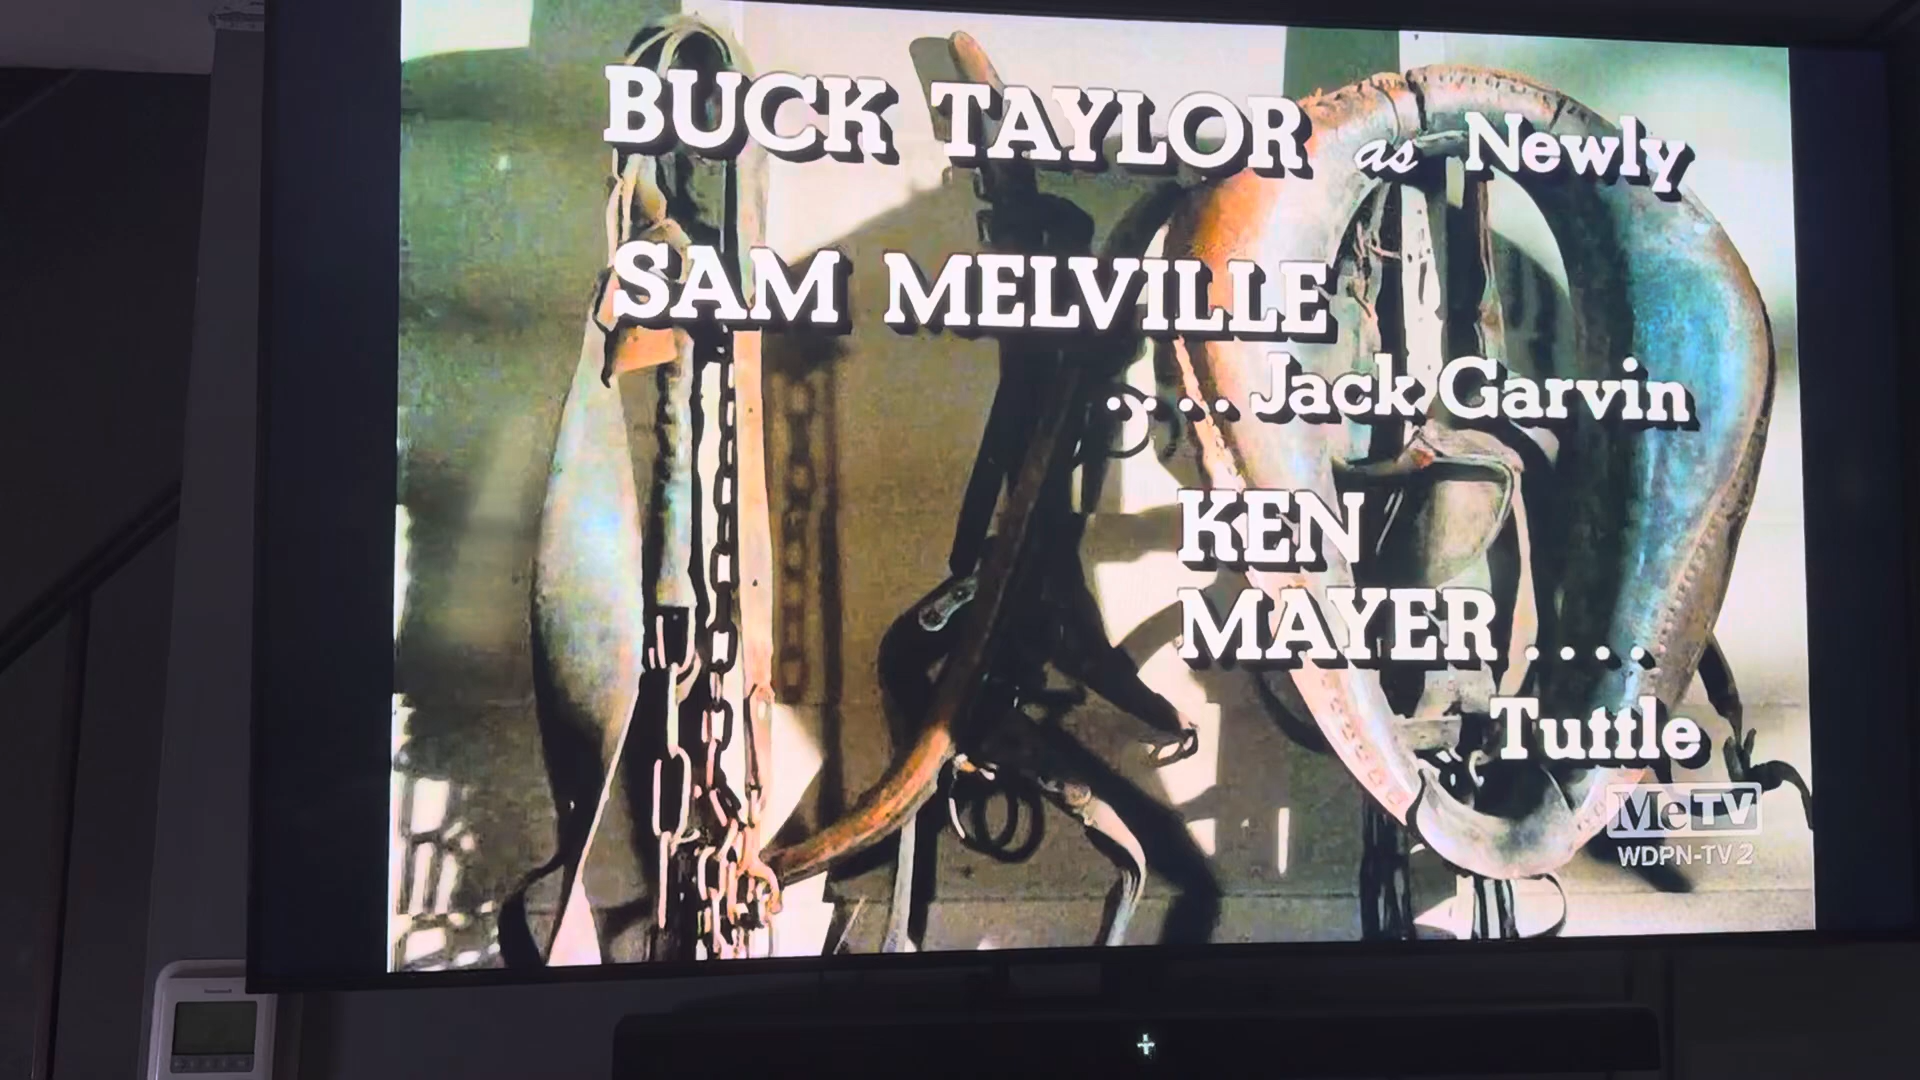 BUCK TAYLOR as Newly
SAM MELVILLE
.... Jack Garvin
KEN
MAYER ....
Tuttle
MeTV
WDPN-TV 2